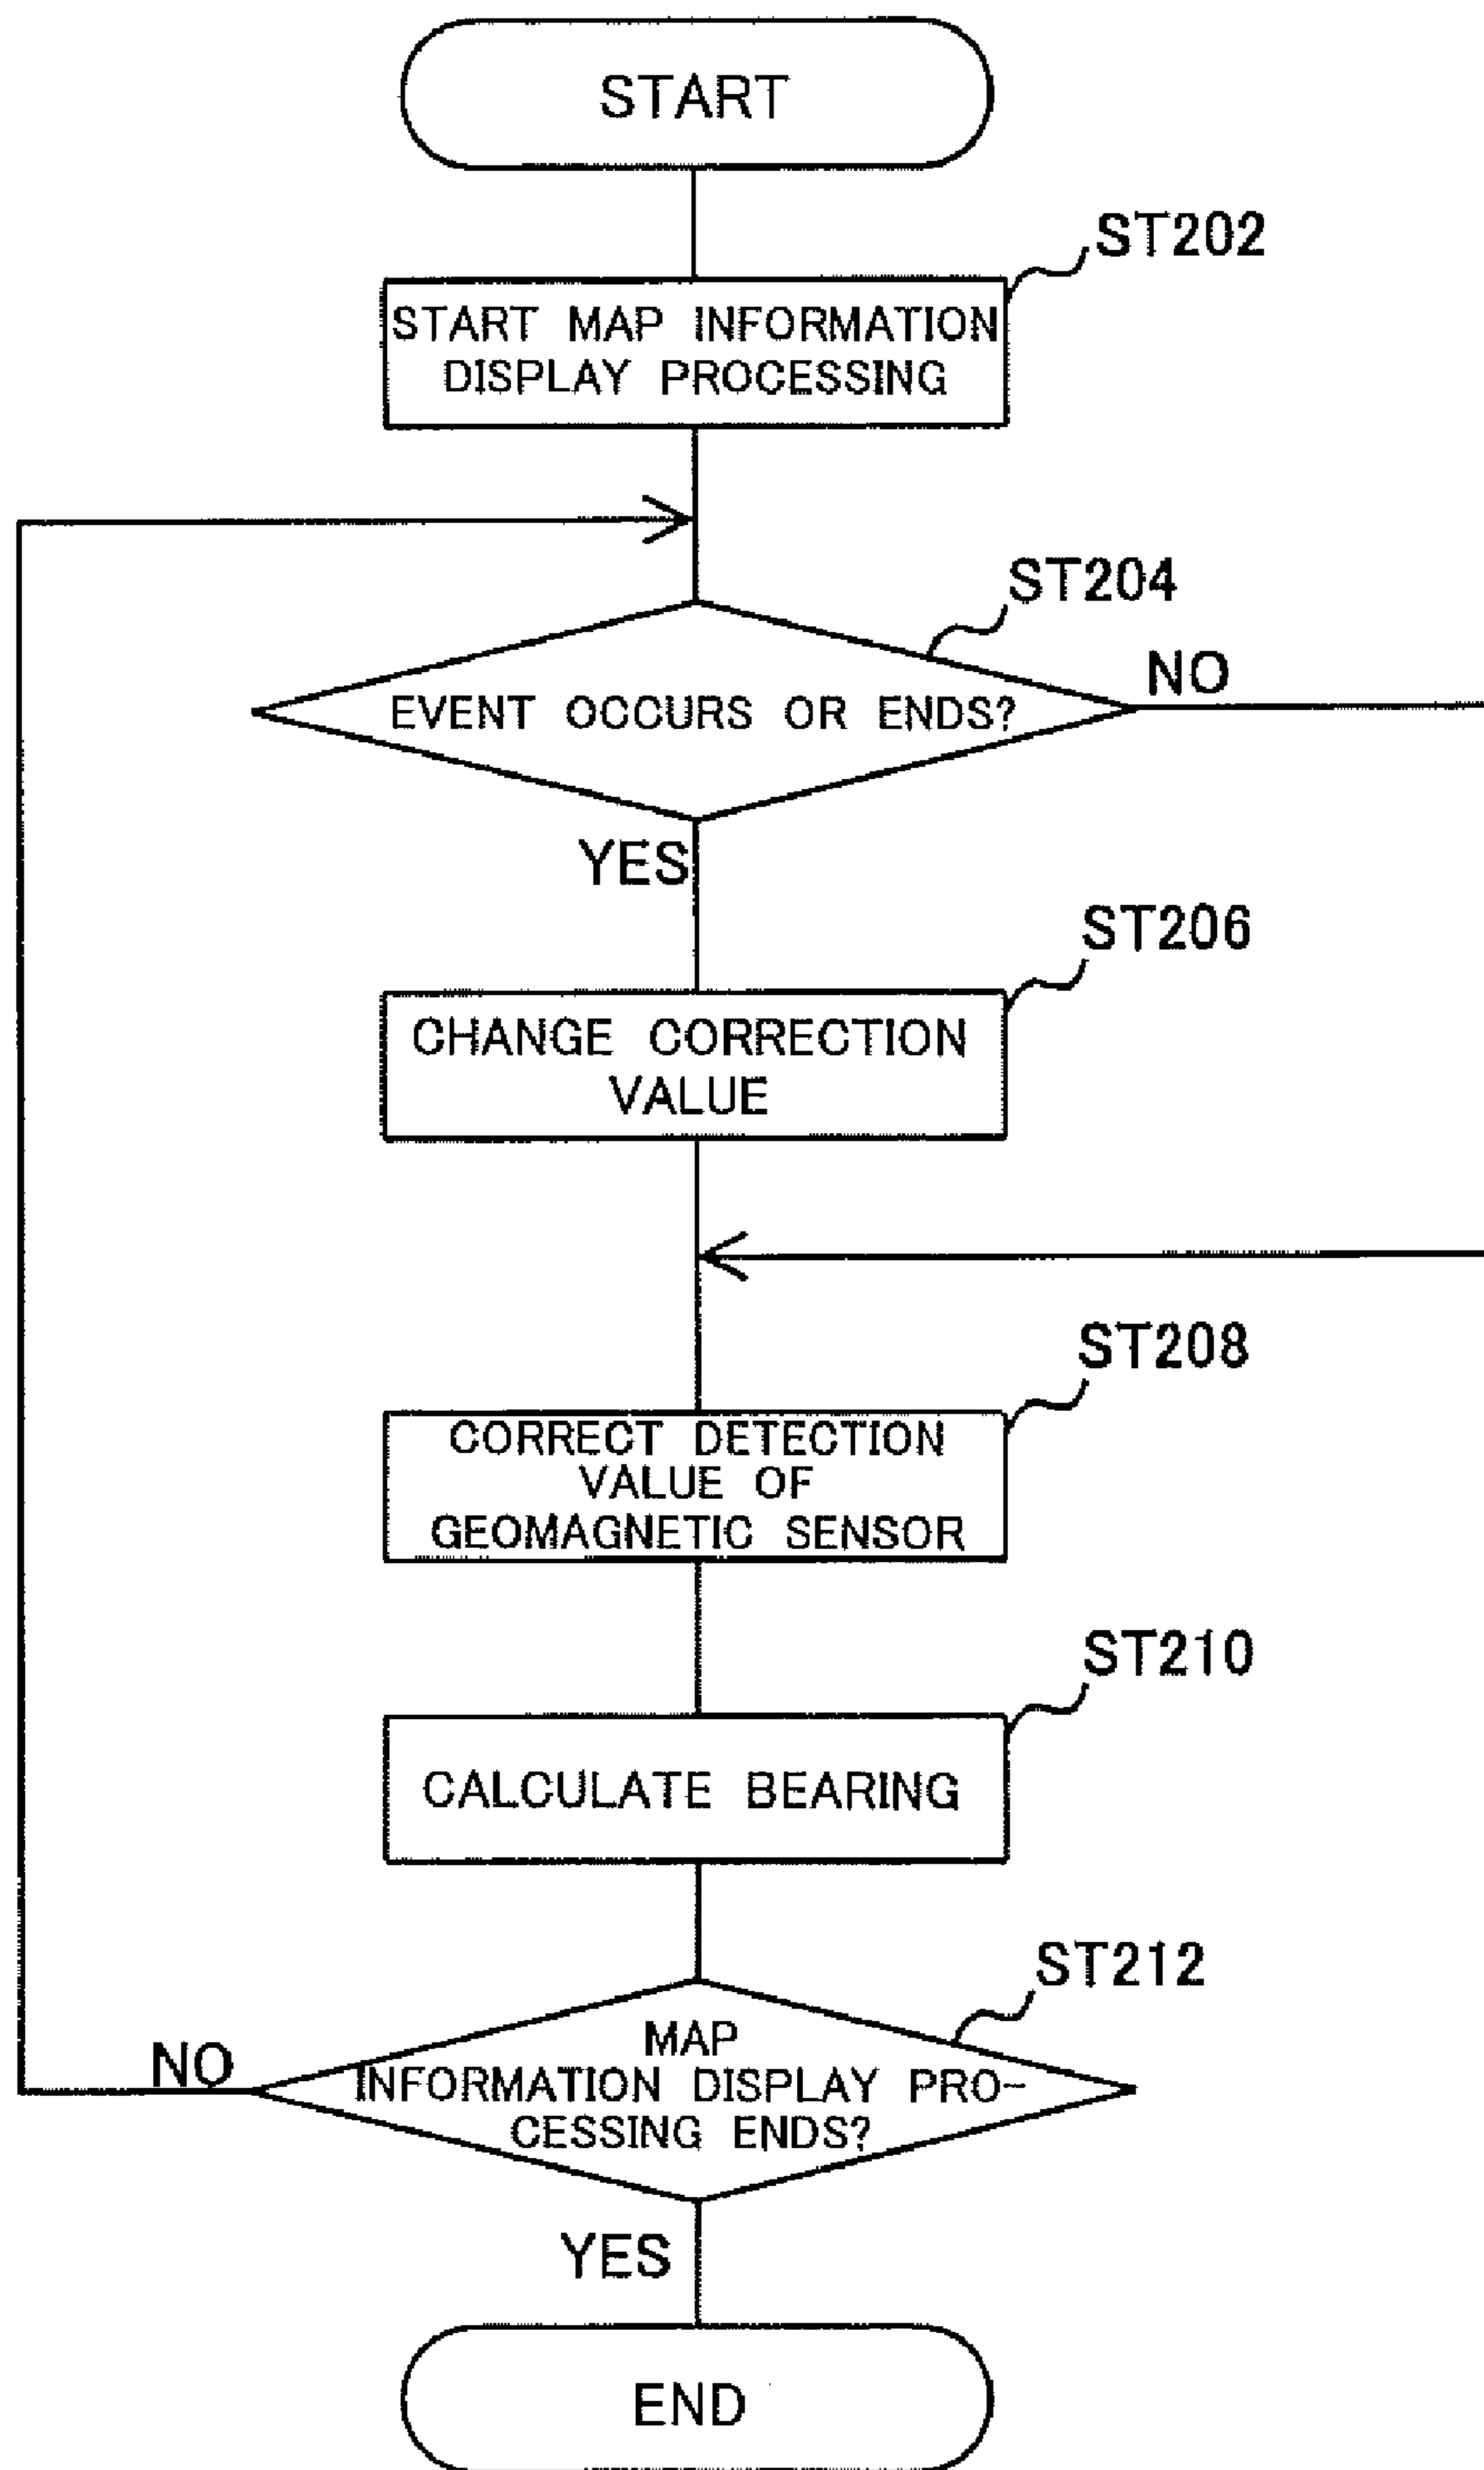 START
ST202
START MAP INFORMATION
DISPLAY PROCESSING
ST204
NO
EVENT OCCURS OR ENDS?
YES
ST206
CHANGE CORRECTION
VALUE
ST208
CORRECT DETECTION
VALUE OF
GEOMAGNETIC SENSOR
ST210
CALCULATE BEARING
ST212
MAP
NO
INFORMATION DISPLAY PRO-
CESSING ENDS?
YES
END